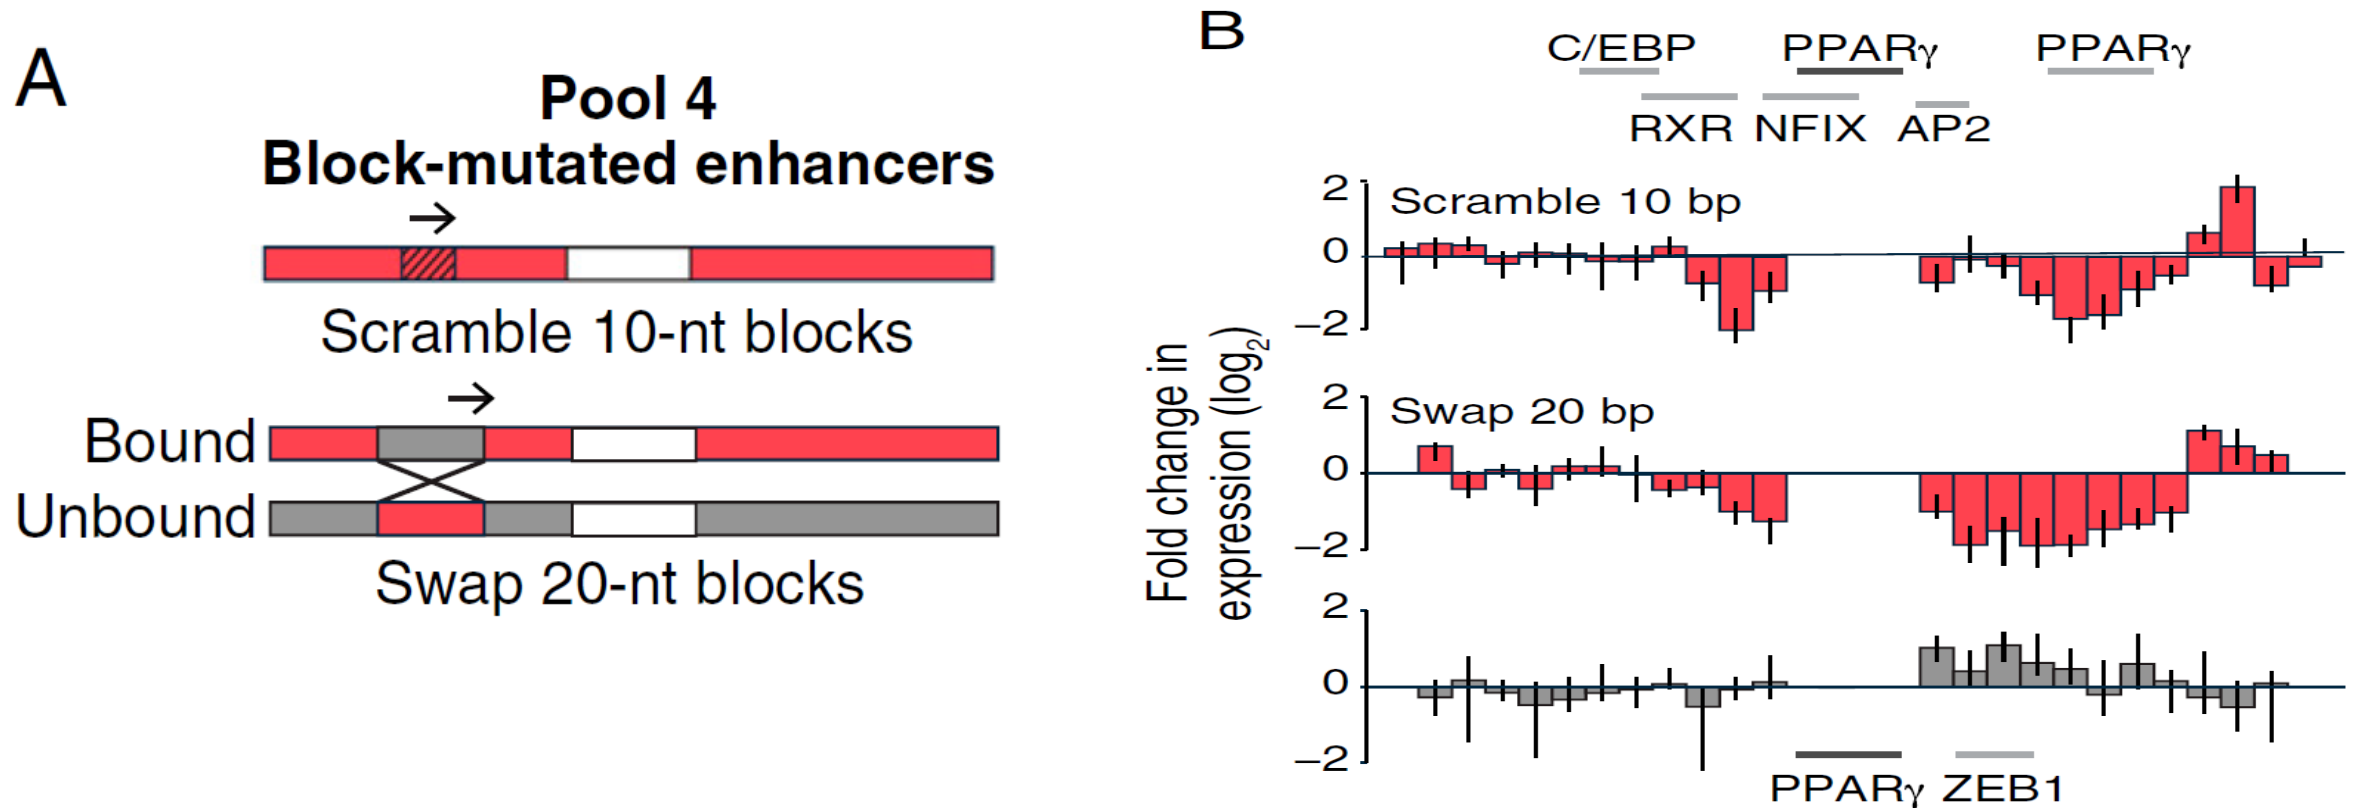 A
Pool 4
Block-mutated enhancers
→
Scramble 10-nt blocks
→
Bound
Unbound
Swap 20-nt blocks
B
C/EBP PPARγ PPARγ
RXR NFIX AP2
Fold change in
expression (log2)
2
Scramble 10 bp
0
−2
2
Swap 20 bp
0
−2
2
0
−2
PPARγ ZEB1